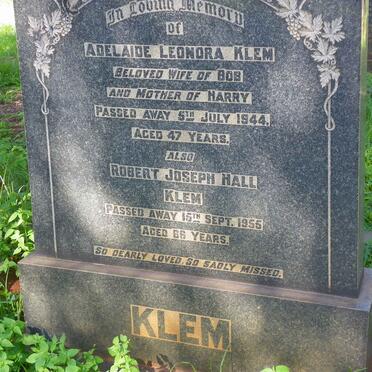 In Loving Memory
of
ADELAIDE LEONORA KLEM
BELOVED WIFE OF BOB
AND MOTHER OF HARRY
PASSED AWAY 5TH JULY 1944.
AGED 47 YEARS.
ALSO
ROBERT JOSEPH HALL
KLEM
PASSED AWAY 15TH SEPT. 1955
AGED 66 YEARS.
SO DEARLY LOVED SO SADLY MISSED.
KLEM